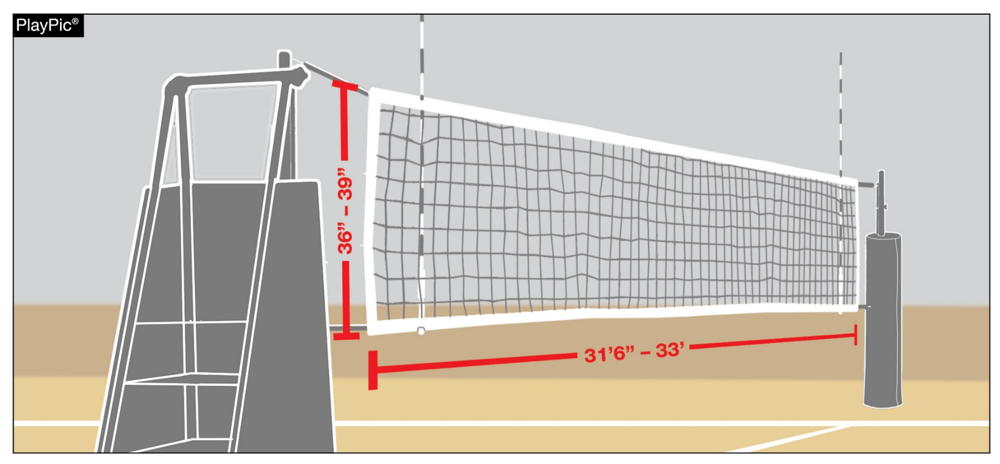 PlayPic®
36” – 39”
31’6” – 33’